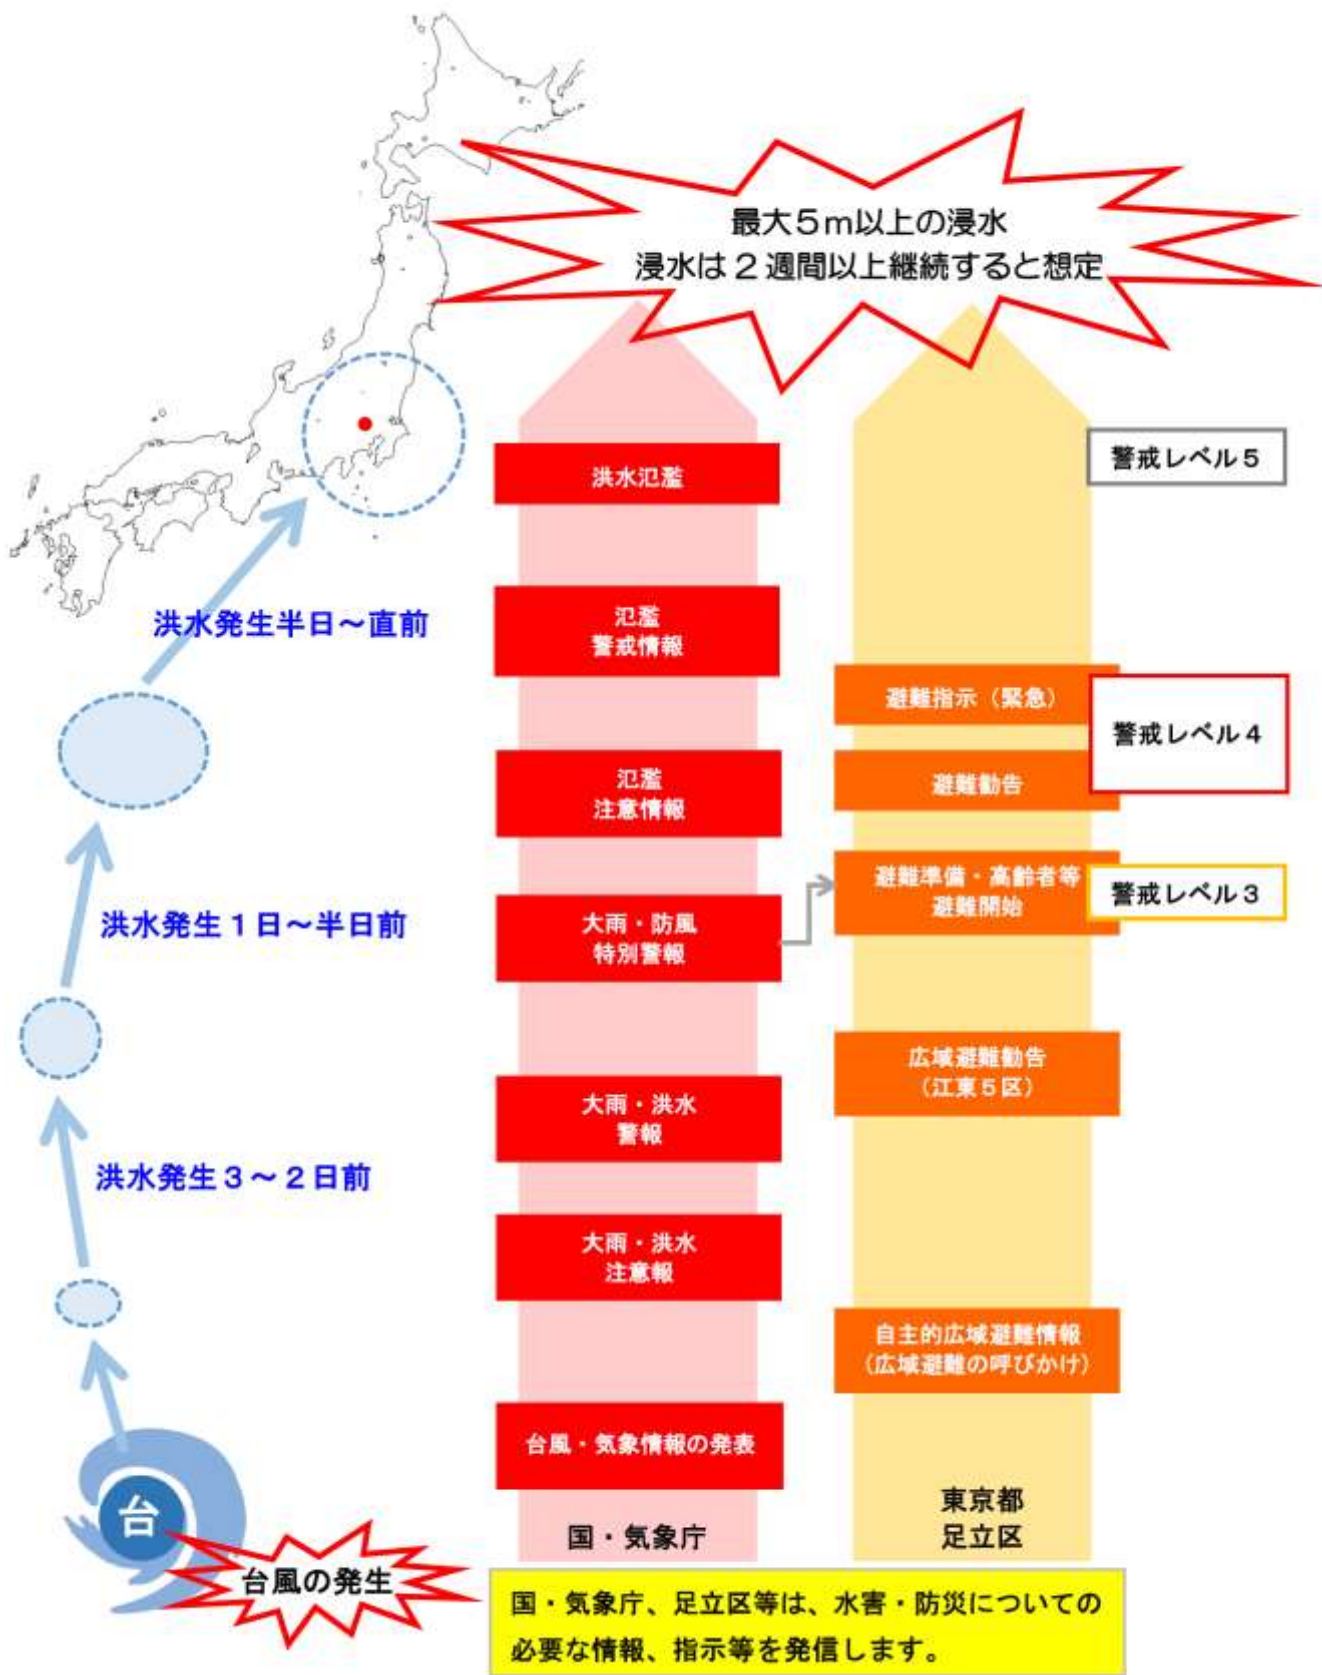 最大5m以上の浸水
浸水は2週間以上継続すると想定
警戒レベル5
洪水氾濫
洪水発生半日～直前
氾濫
警戒情報
避難指示（緊急）
警戒レベル4
氾濫
注意情報
避難勧告
避難準備・高齢者等
避難開始
警戒レベル3
洪水発生1日～半日前
大雨・防風
特別警報
広域避難勧告
（江東5区）
大雨・洪水
警報
洪水発生3～2日前
大雨・洪水
注意報
自主的広域避難情報
（広域避難の呼びかけ）
台風・気象情報の発表
台
台風の発生
国・気象庁
東京都
足立区
国・気象庁、足立区等は、水害・防災についての
必要な情報、指示等を発信します。